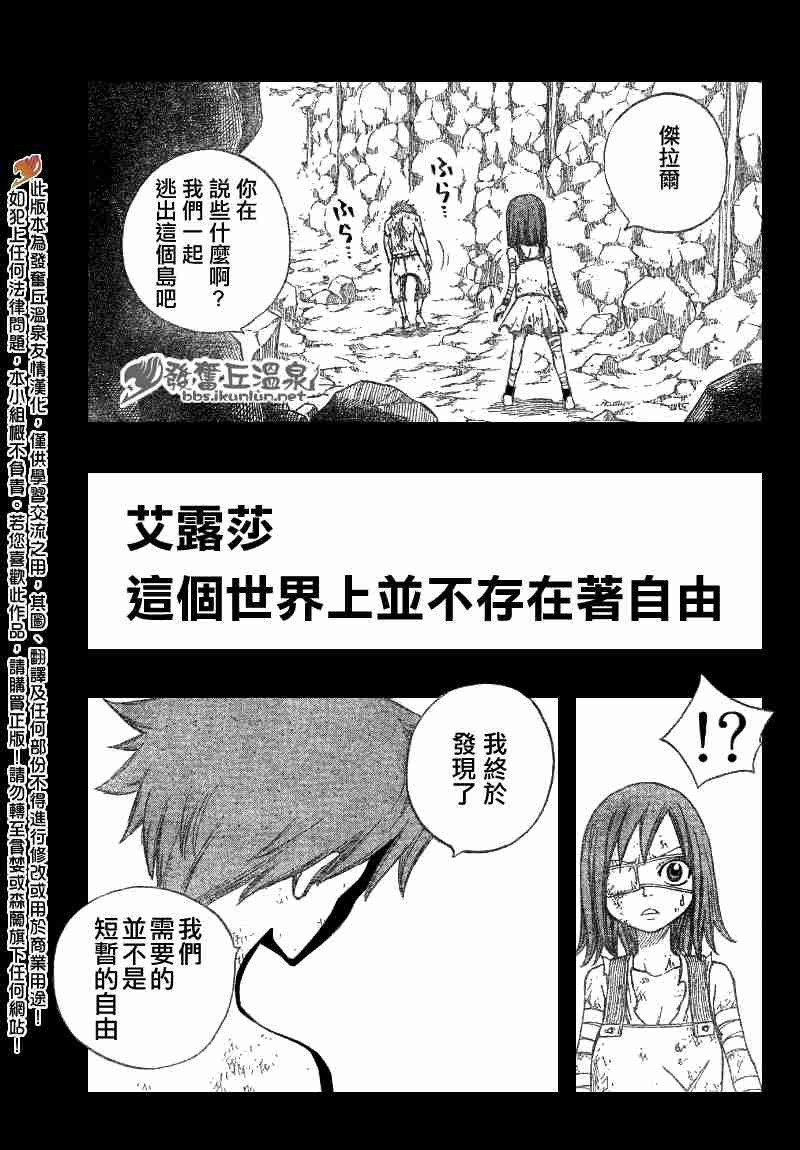 傑拉爾
你在
說些什麼啊？
我們一起
逃出這個島吧
ふら…
ふら…
發奮丘溫泉
bbs.ikunlun.net
艾露莎
這個世界上並不存在著自由
!?
我終於
發現了
我們
需要的
並不是
短暫的自由
此版本為發奮丘溫泉友情漢化，僅供學習交流之用，其圖、翻譯及任何部份不得進行修改或用於商業用途！
如犯上任何法律問題，本小組概不負責。若您喜歡此作品，請購買正版！請勿轉至貪婪或森蘭旗下任何網站！